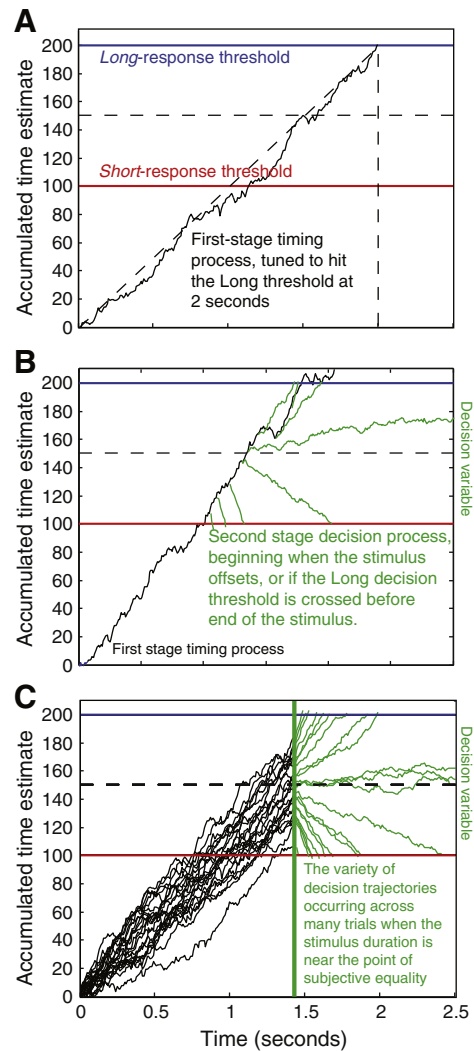 A
200
180
160
140
120
100
80
60
40
20
0
Accumulated time estimate
Long-response threshold
Short-response threshold
First-stage timing
process, tuned to hit
the Long threshold at
2 seconds
B
200
180
160
140
120
100
80
60
40
20
0
Accumulated time estimate
Decision variable
Second stage decision process,
beginning when the stimulus
offsets, or if the Long decision
threshold is crossed before
end of the stimulus.
First stage timing process
C
200
180
160
140
120
100
80
60
40
20
0
Accumulated time estimate
Decision variable
The variety of
decision trajectories
occurring across
many trials when the
stimulus duration is
near the point of
subjective equality
0 0.5 1 1.5 2 2.5
Time (seconds)